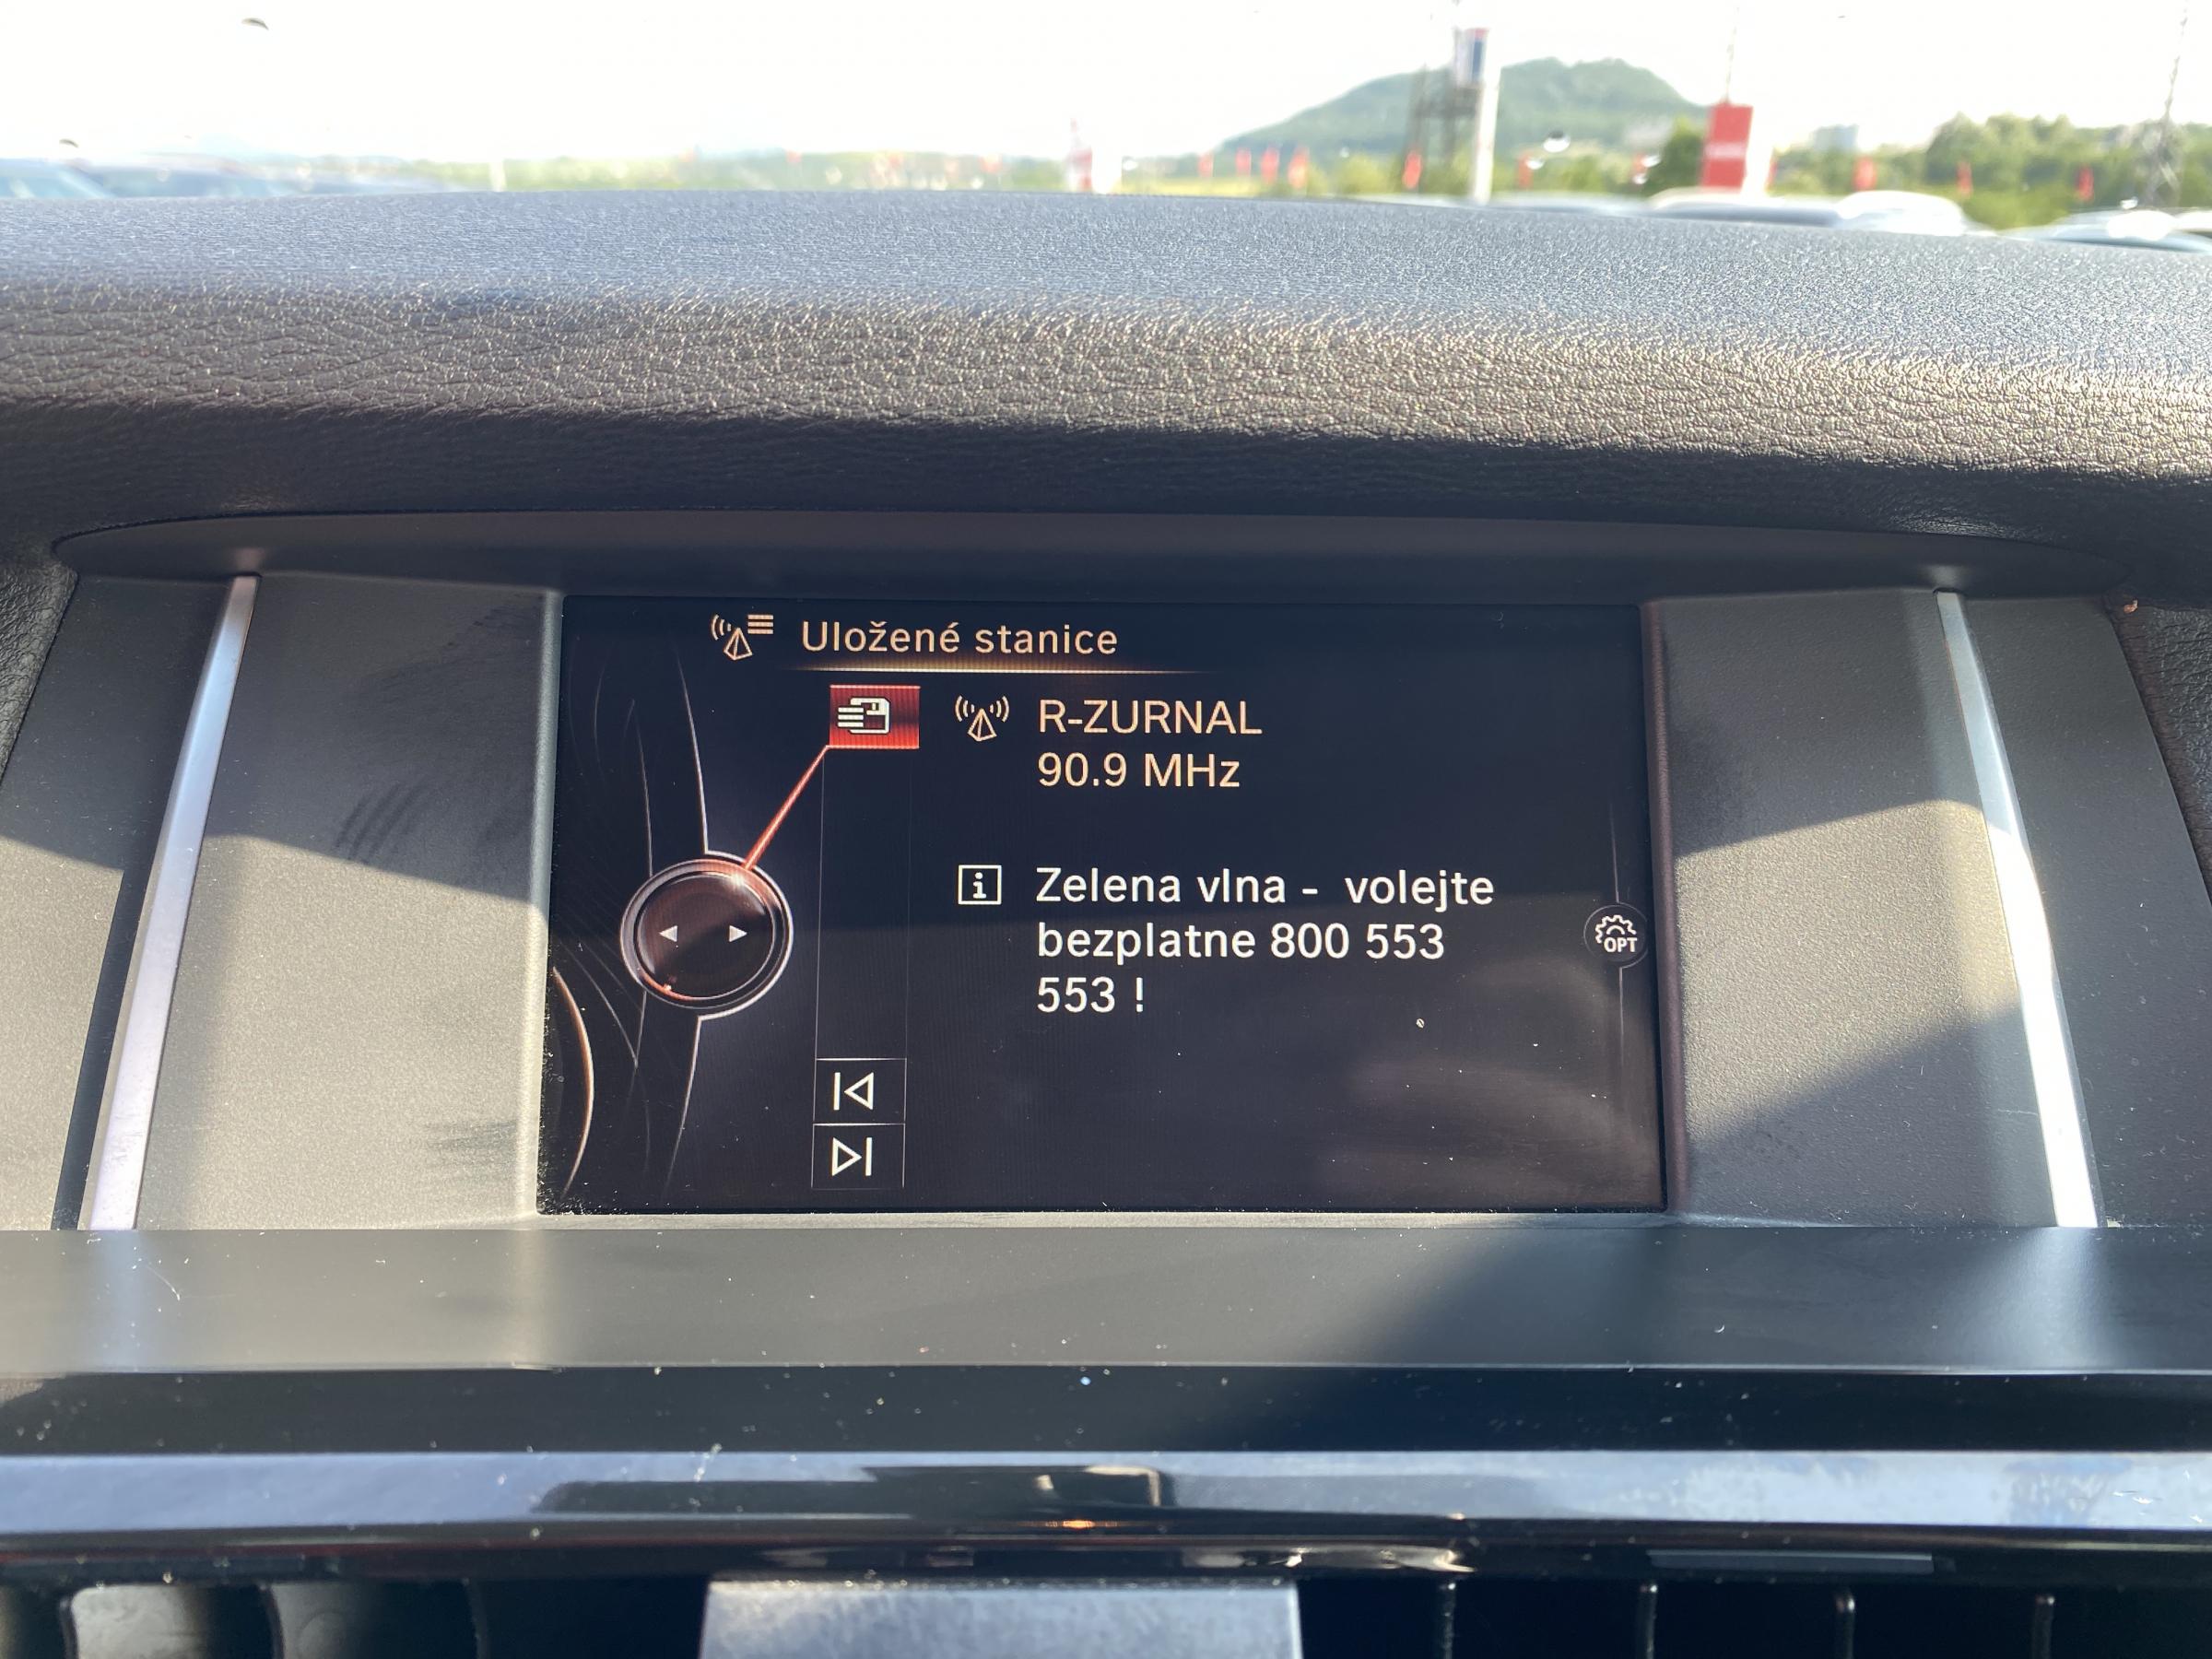 Uložené stanice
R-ZURNAL
90.9 MHz
Zelena vlna -  volejte
bezplatne 800 553
553 !
OPT